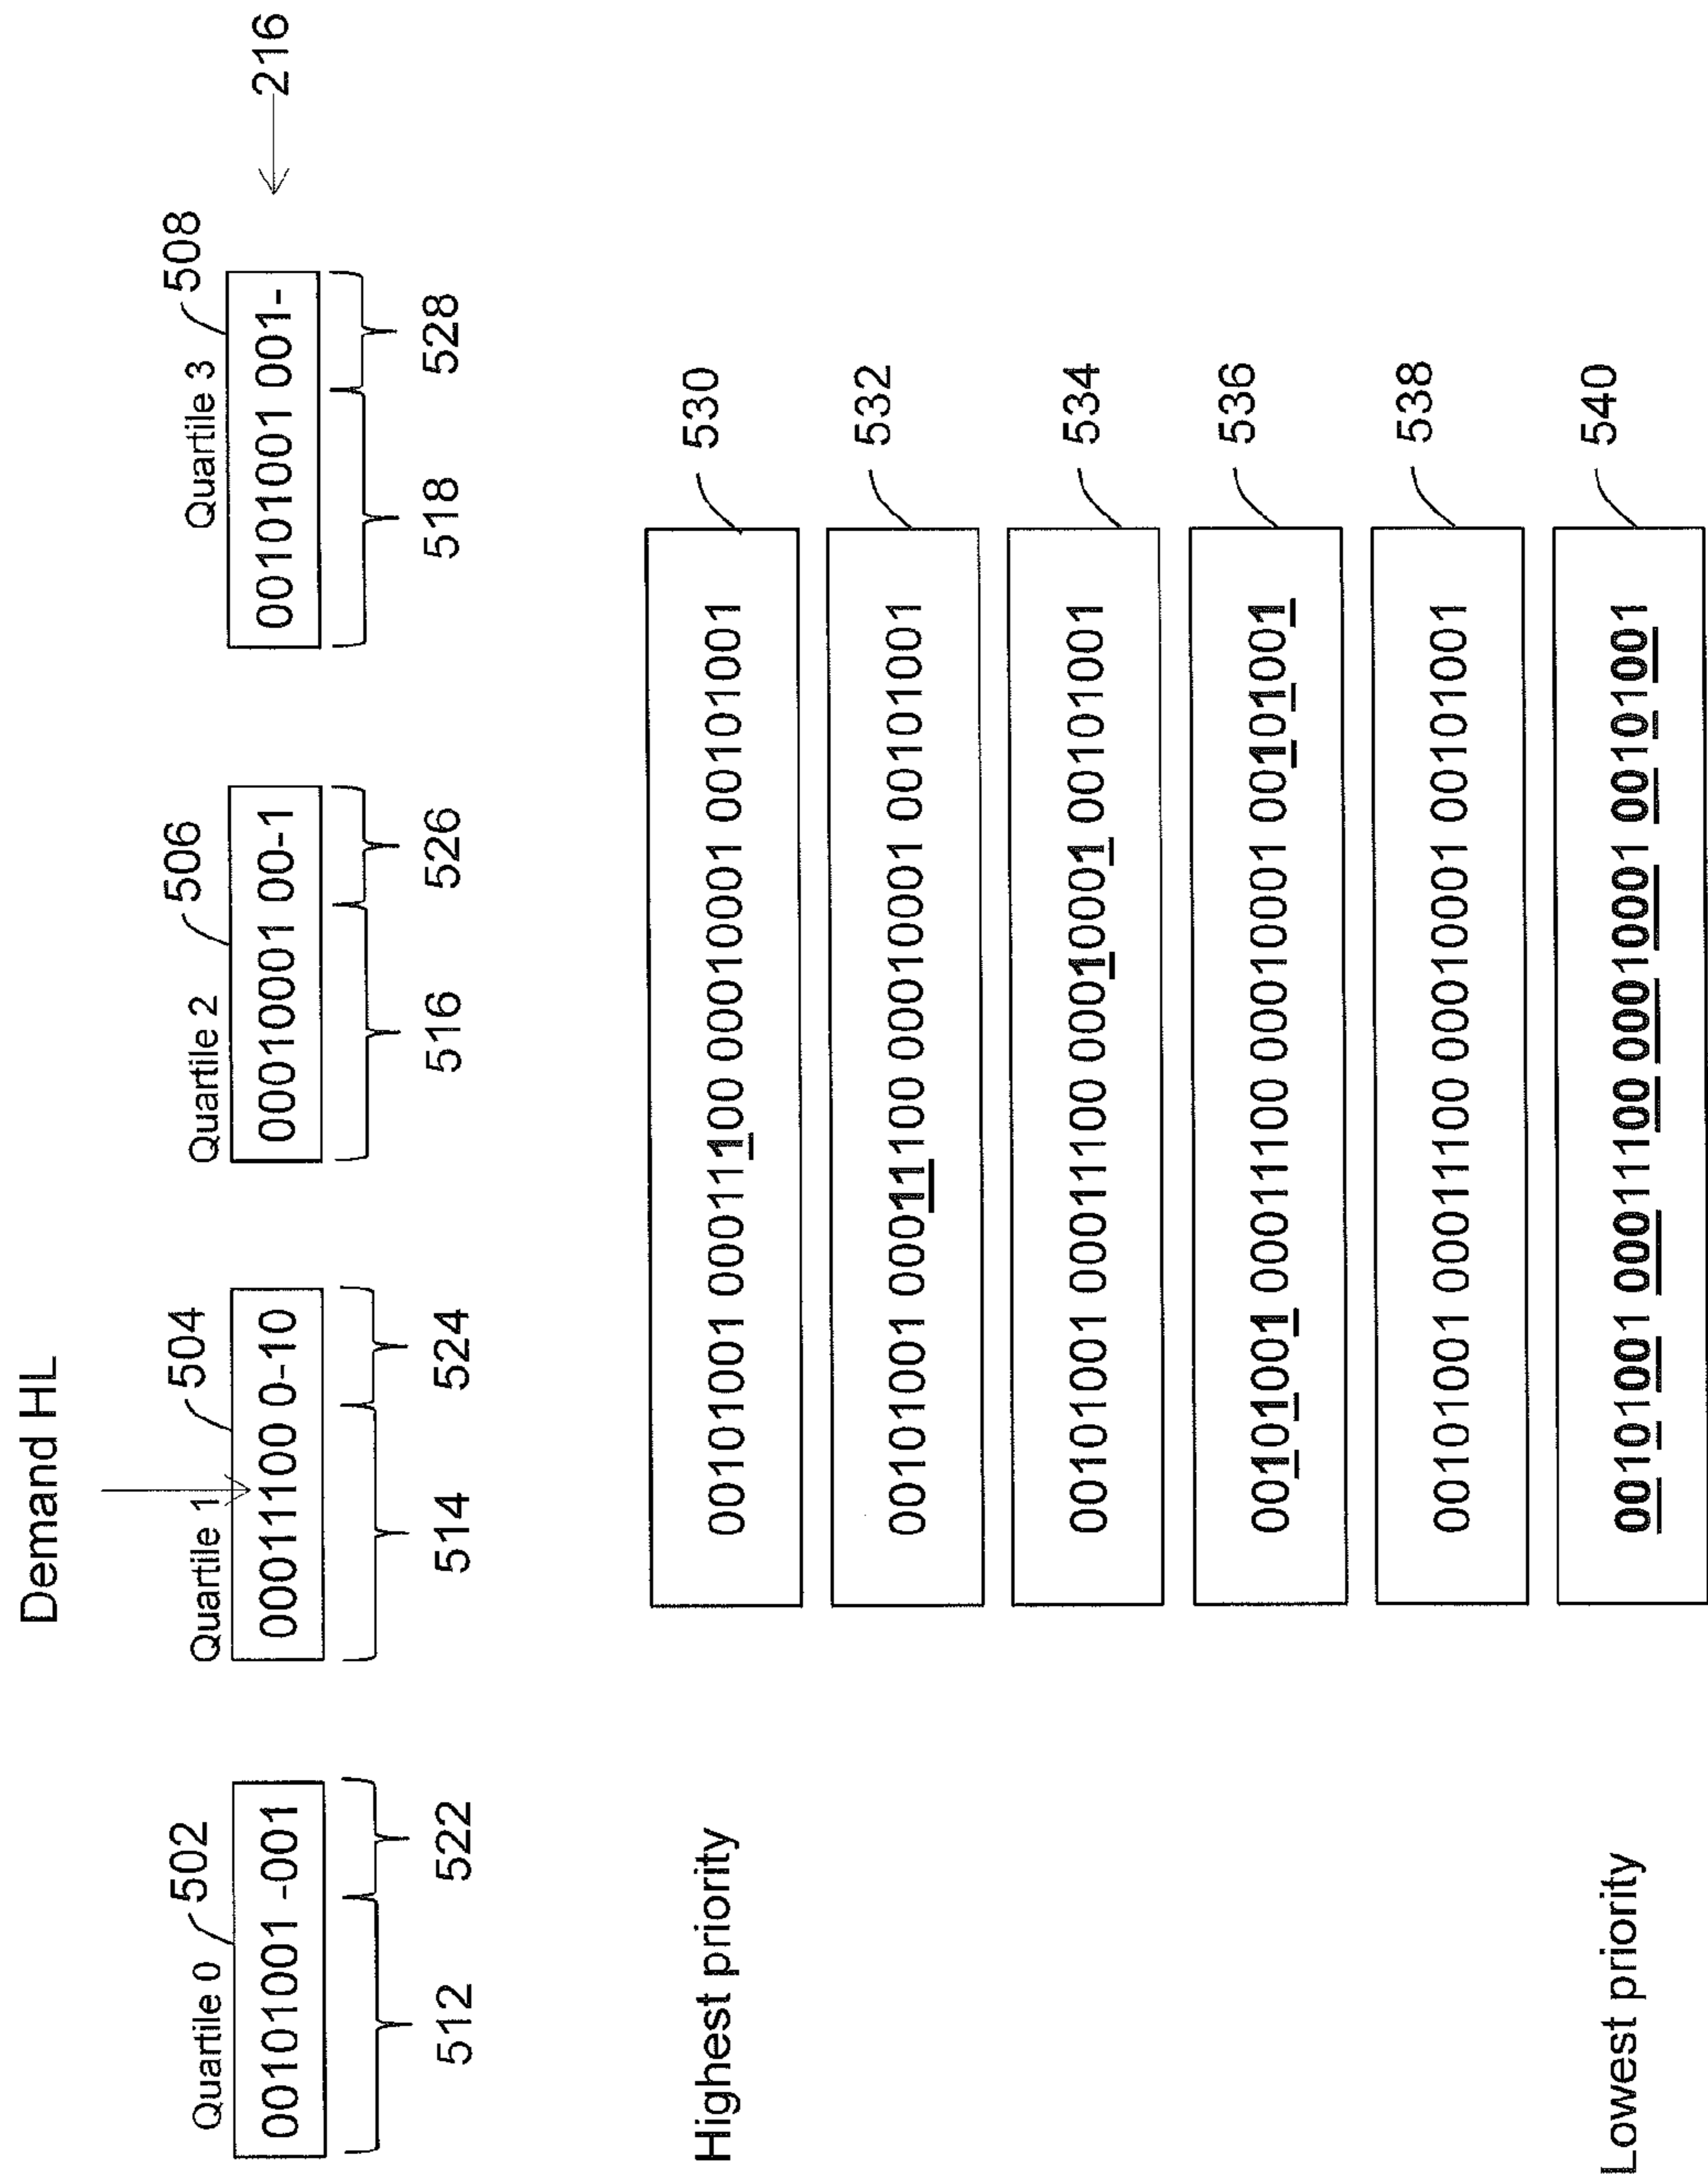 Demand HL
Quartile 0 502 Quartile 1 504 Quartile 2 506 Quartile 3 508
00101001 -001 00011100 0-10 00010001 00-1 00101001 001- 216
512 522 514 524 516 526 518 528
Highest priority 00101001 00011100 00010001 00101001 530
00101001 00011100 00010001 00101001 532
00101001 00011100 00010001 00101001 534
00101001 00011100 00010001 00101001 536
00101001 00011100 00010001 00101001 538
Lowest priority 00101001 00011100 00010001 00101001 540